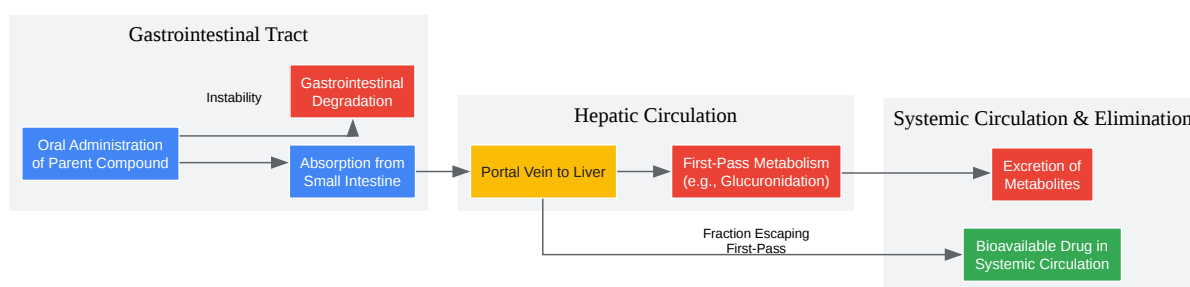 Gastrointestinal Tract
Instability
Gastrointestinal
Degradation
Oral Administration
of Parent Compound
Absorption from
Small Intestine
Hepatic Circulation
Portal Vein to Liver
First-Pass Metabolism
(e.g., Glucuronidation)
Fraction Escaping
First-Pass
Systemic Circulation & Elimination
Excretion of
Metabolites
Bioavailable Drug in
Systemic Circulation